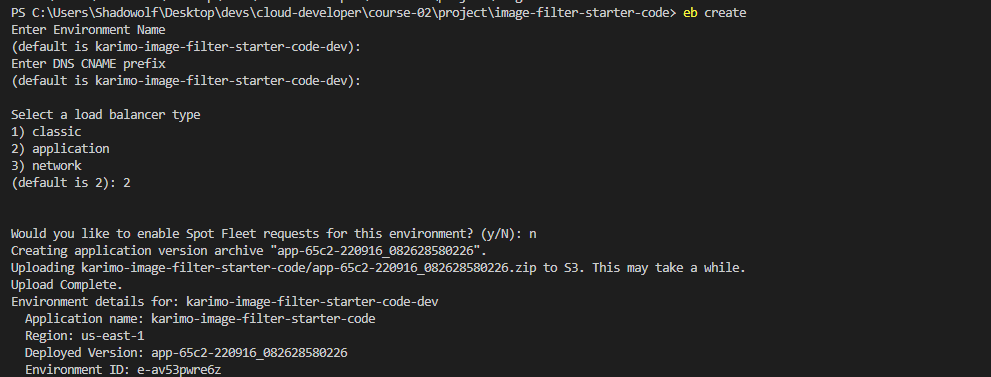 PS C:\Users\Shadowolf\Desktop\devs\cloud-developer\course-02\project\image-filter-starter-code> eb create
Enter Environment Name
(default is karimo-image-filter-starter-code-dev):
Enter DNS CNAME prefix
(default is karimo-image-filter-starter-code-dev):
Select a load balancer type
1) classic
2) application
3) network
(default is 2): 2
Would you like to enable Spot Fleet requests for this environment? (y/N): n
Creating application version archive "app-65c2-220916_082628580226".
Uploading karimo-image-filter-starter-code/app-65c2-220916_082628580226.zip to S3. This may take a while.
Upload Complete.
Environment details for: karimo-image-filter-starter-code-dev
Application name: karimo-image-filter-starter-code
Region: us-east-1
Deployed Version: app-65c2-220916_082628580226
Environment ID: e-av53pwre6z